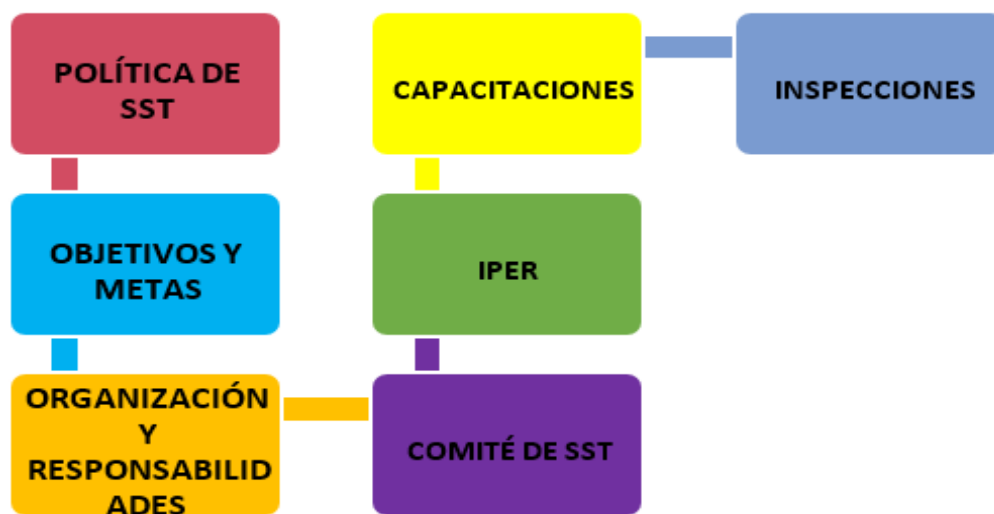 POLÍTICA DE
SST
OBJETIVOS Y
METAS
ORGANIZACIÓN
Y
RESPONSABILID
ADES
COMITÉ DE SST
IPER
CAPACITACIONES
INSPECCIONES